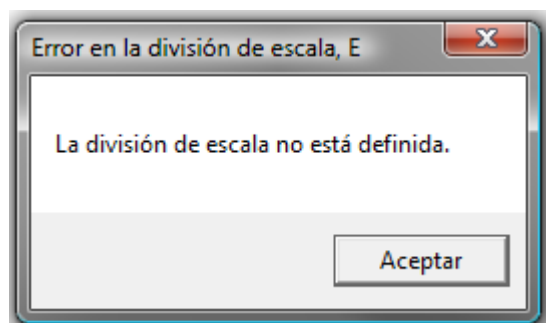 Error en la división de escala, E
La división de escala no está definida.
Aceptar